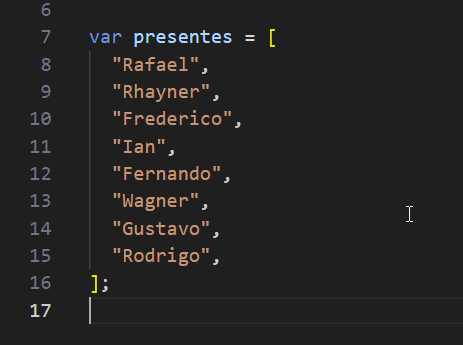 6
7 var presentes = [
8 "Rafael",
9 "Rhayner",
10 "Frederico",
11 "Ian",
12 "Fernando",
13 "Wagner",
14 "Gustavo",
15 "Rodrigo",
16 ];
17